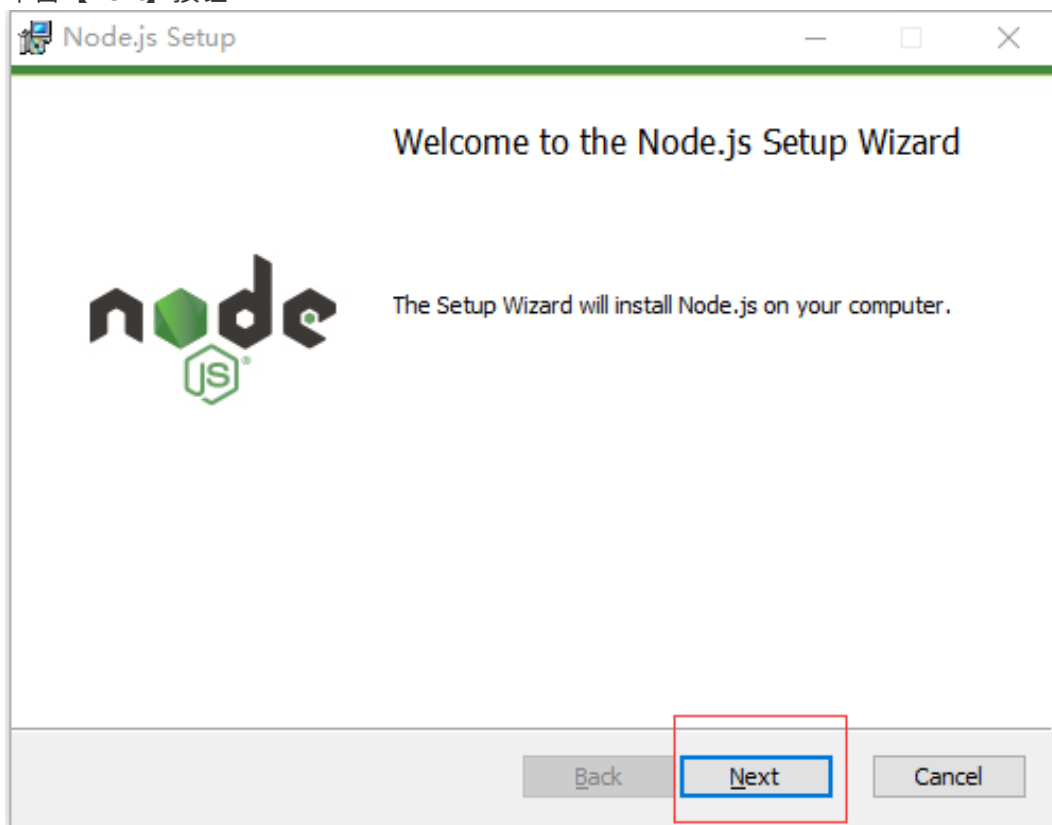 Node.js Setup
Welcome to the Node.js Setup Wizard
node
JS
The Setup Wizard will install Node.js on your computer.
Back
Next
Cancel